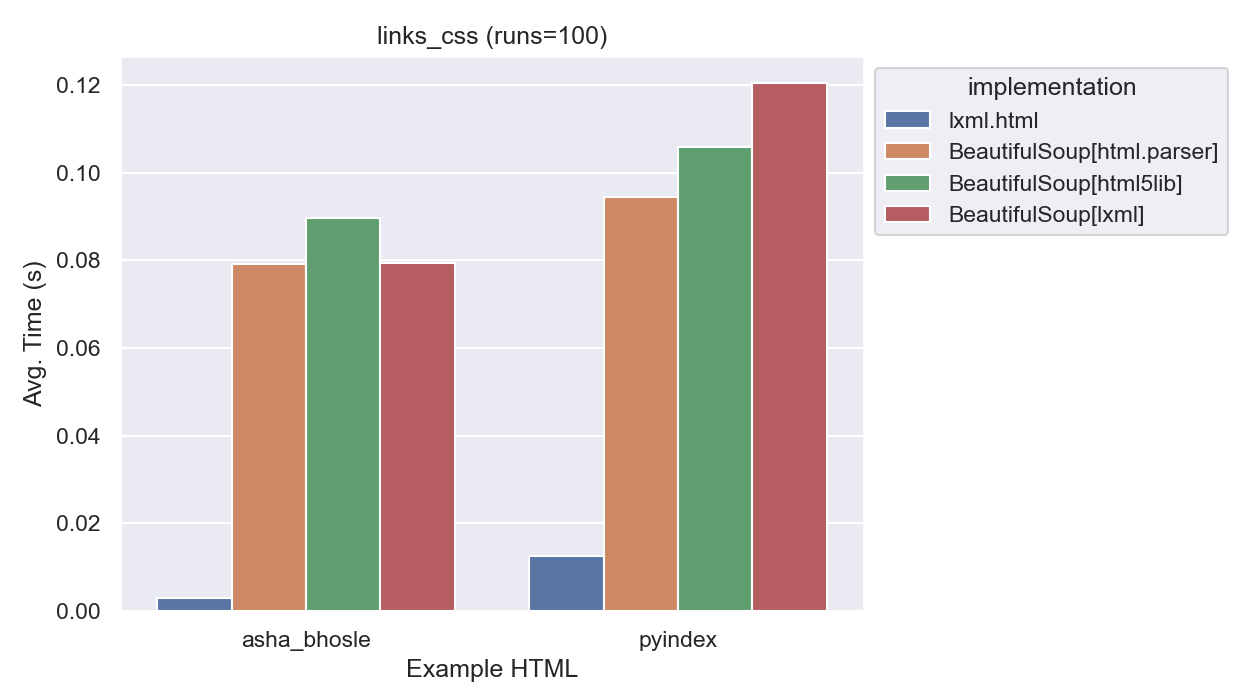 links_css (runs=100)
Avg. Time (s)
0.12
0.10
0.08
0.06
0.04
0.02
0.00
asha_bhosle
pyindex
Example HTML
implementation
lxml.html
BeautifulSoup[html.parser]
BeautifulSoup[html5lib]
BeautifulSoup[lxml]